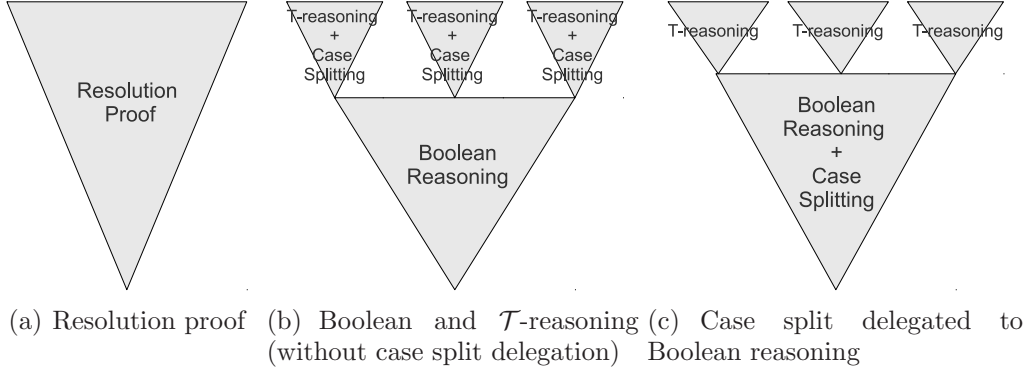 Resolution
Proof
T-reasoning
+
Case
Splitting
T-reasoning
+
Case
Splitting
T-reasoning
+
Case
Splitting
Boolean
Reasoning
T-reasoning
T-reasoning
T-reasoning
Boolean
Reasoning
+
Case
Splitting
(a) Resolution proof
(b) Boolean and 𝒯-reasoning
(without case split delegation)
(c) Case split delegated to
Boolean reasoning